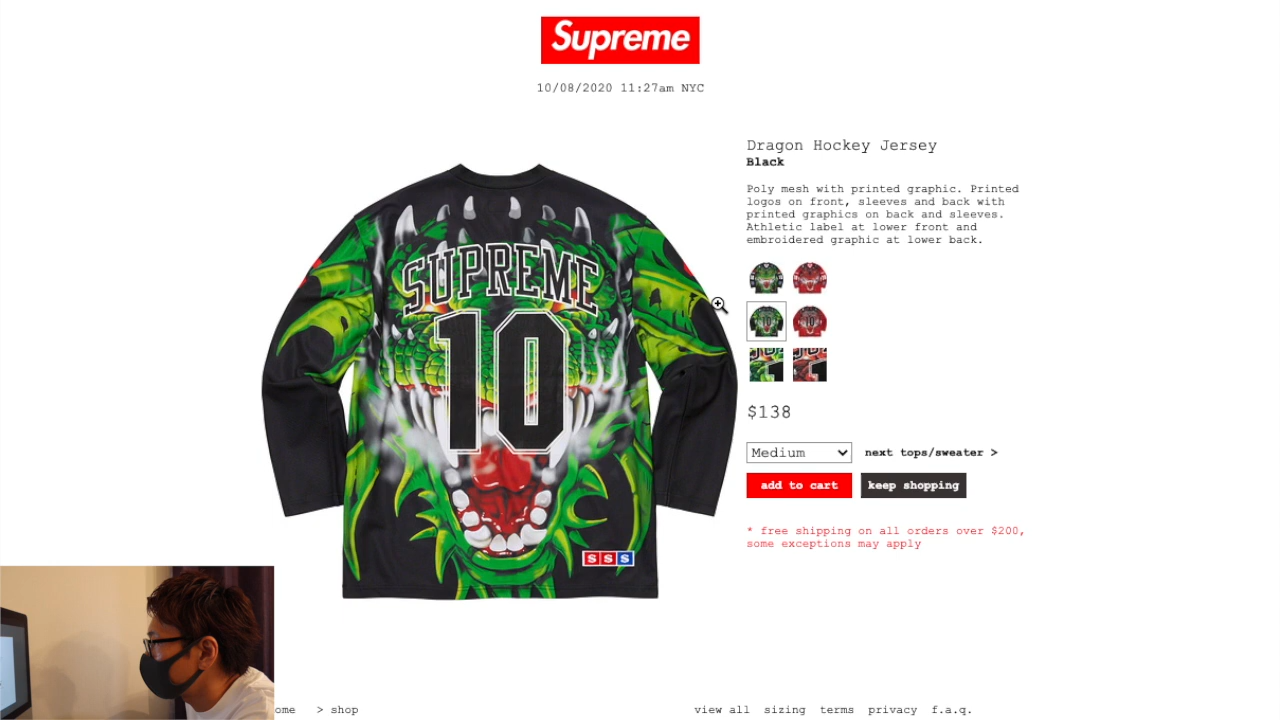 Supreme
10/08/2020 11:27am NYC
Dragon Hockey Jersey
Black
Poly mesh with printed graphic. Printed
logos on front, sleeves and back with
printed graphics on back and sleeves.
Athletic label at lower front and
embroidered graphic at lower back.
SUPREME
10
SSS
$138
Medium
next tops/sweater >
add to cart
keep shopping
* free shipping on all orders over $200,
some exceptions may apply
ome > shop
view all sizing terms privacy f.a.q.